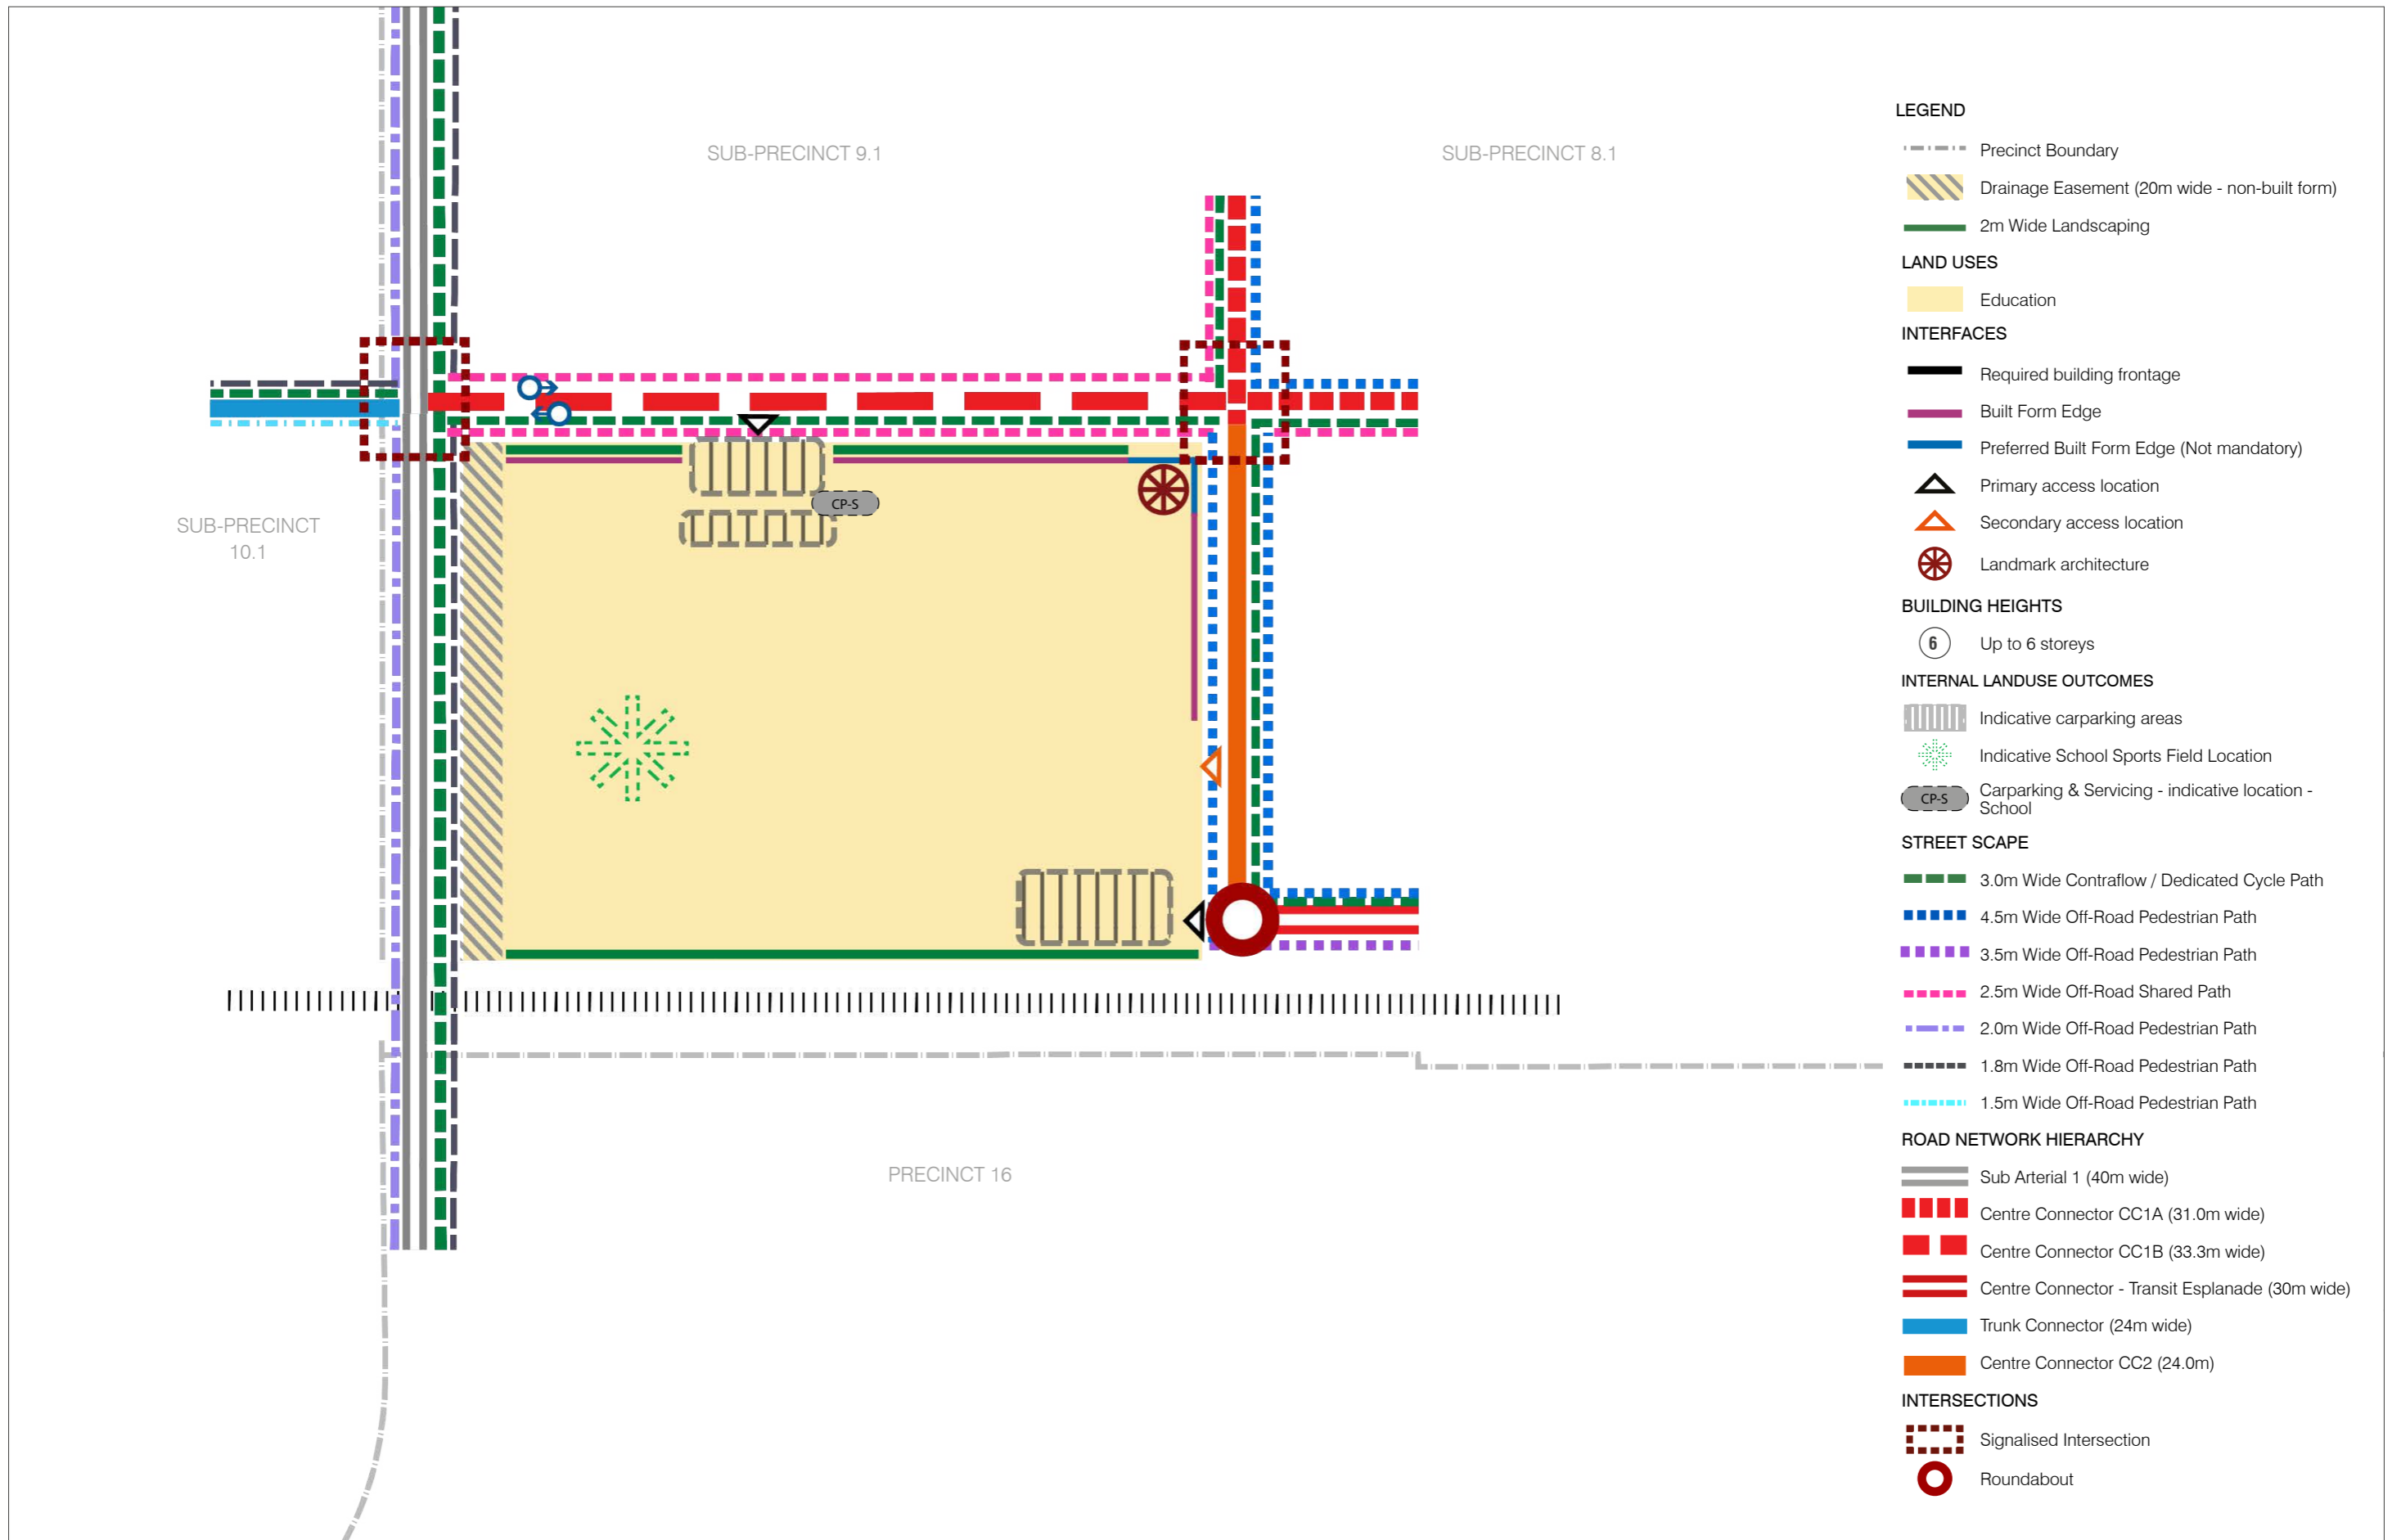 SUB-PRECINCT 9.1
SUB-PRECINCT 8.1
SUB-PRECINCT
10.1
CP-S
PRECINCT 16
LEGEND
Precinct Boundary
Drainage Easement (20m wide - non-built form)
2m Wide Landscaping
LAND USES
Education
INTERFACES
Required building frontage
Built Form Edge
Preferred Built Form Edge (Not mandatory)
Primary access location
Secondary access location
Landmark architecture
BUILDING HEIGHTS
6 Up to 6 storeys
INTERNAL LANDUSE OUTCOMES
Indicative carparking areas
Indicative School Sports Field Location
CP-S Carparking & Servicing - indicative location -
School
STREET SCAPE
3.0m Wide Contraflow / Dedicated Cycle Path
4.5m Wide Off-Road Pedestrian Path
3.5m Wide Off-Road Pedestrian Path
2.5m Wide Off-Road Shared Path
2.0m Wide Off-Road Pedestrian Path
1.8m Wide Off-Road Pedestrian Path
1.5m Wide Off-Road Pedestrian Path
ROAD NETWORK HIERARCHY
Sub Arterial 1 (40m wide)
Centre Connector CC1A (31.0m wide)
Centre Connector CC1B (33.3m wide)
Centre Connector - Transit Esplanade (30m wide)
Trunk Connector (24m wide)
Centre Connector CC2 (24.0m)
INTERSECTIONS
Signalised Intersection
Roundabout